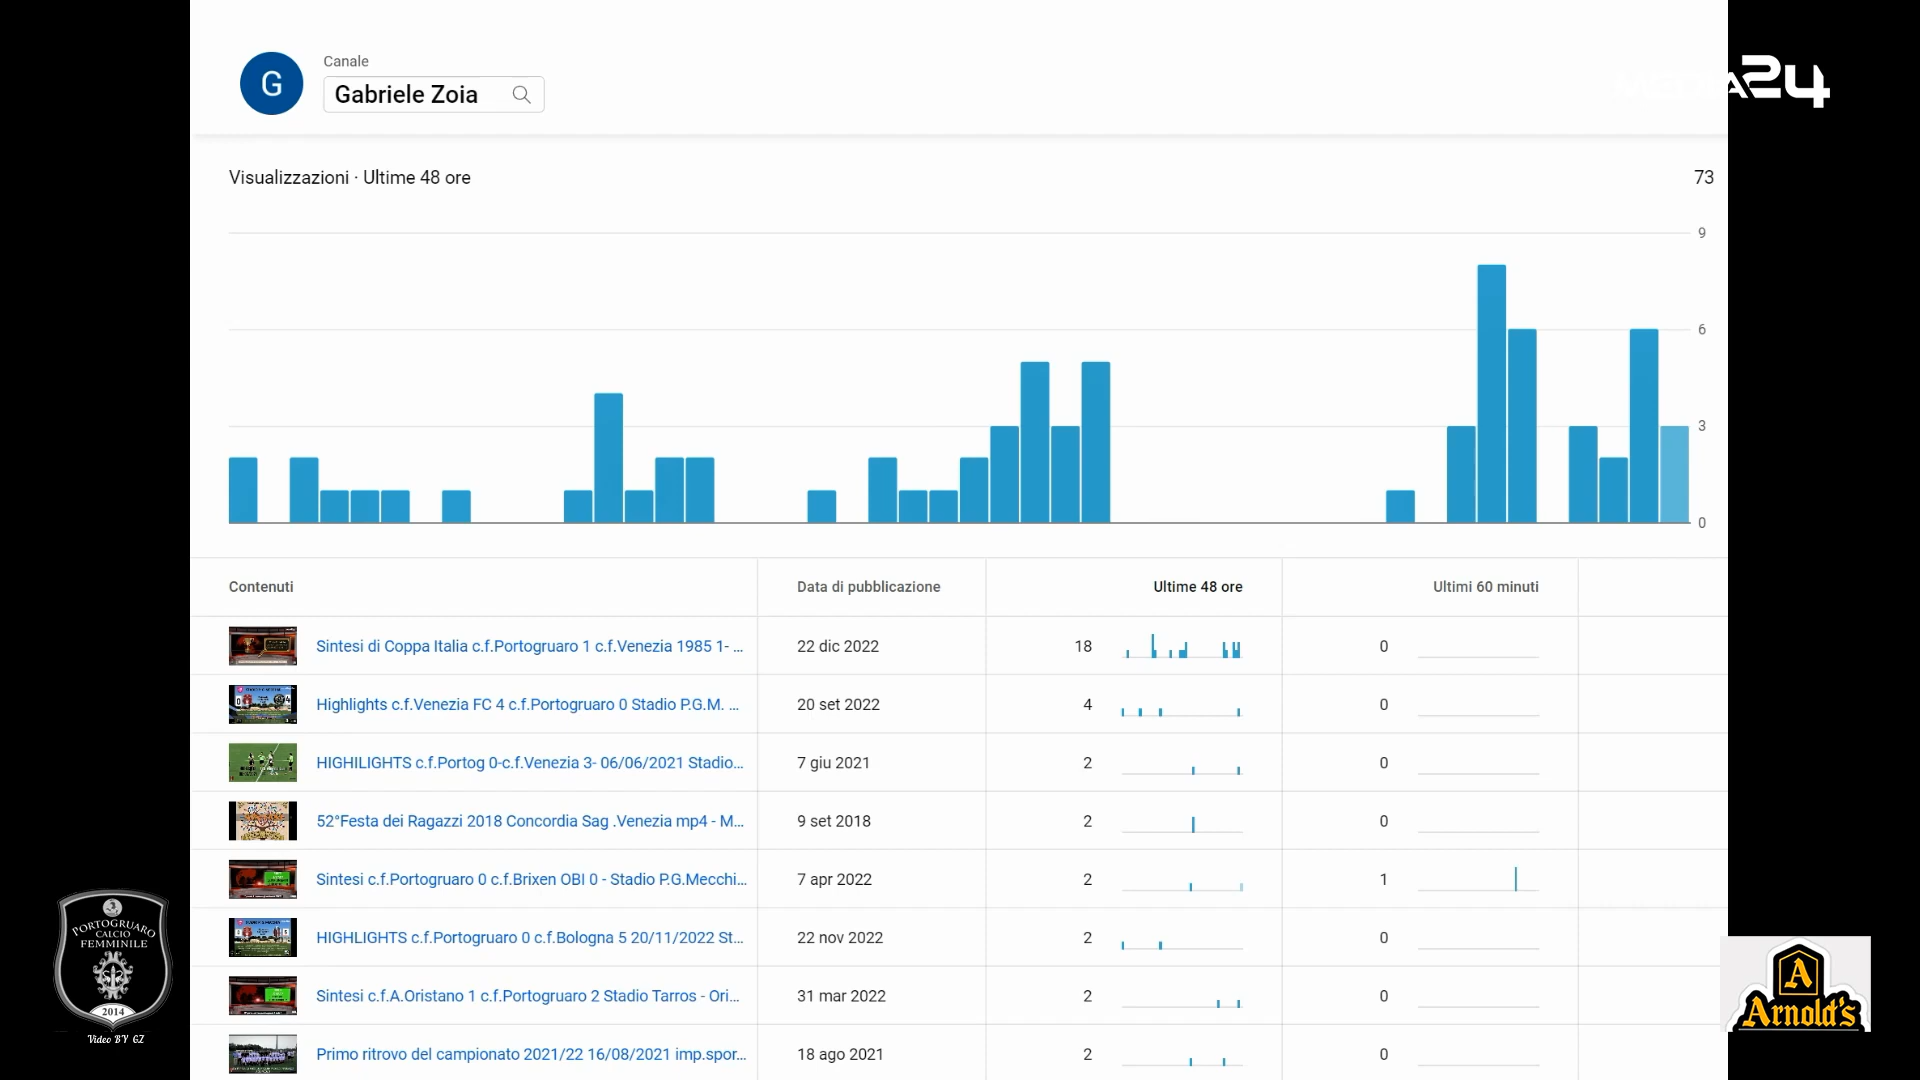 G
Canale
Gabriele Zoia
24
Visualizzazioni · Ultime 48 ore
73
9
6
3
0
Contenuti
Data di pubblicazione
Ultime 48 ore
Ultimi 60 minuti
Sintesi di Coppa Italia c.f.Portogruaro 1 c.f.Venezia 1985 1- ...
22 dic 2022
18
0
Highlights c.f.Venezia FC 4 c.f.Portogruaro 0 Stadio P.G.M. ...
20 set 2022
4
0
HIGHILIGHTS c.f.Portog 0-c.f.Venezia 3- 06/06/2021 Stadio...
7 giu 2021
2
0
52°Festa dei Ragazzi 2018 Concordia Sag .Venezia mp4 - M...
9 set 2018
2
0
Sintesi c.f.Portogruaro 0 c.f.Brixen OBI 0 - Stadio P.G.Mecchi...
7 apr 2022
2
1
HIGHLIGHTS c.f.Portogruaro 0 c.f.Bologna 5 20/11/2022 St...
22 nov 2022
2
0
Sintesi c.f.A.Oristano 1 c.f.Portogruaro 2 Stadio Tarros - Ori...
31 mar 2022
2
0
Primo ritrovo del campionato 2021/22 16/08/2021 imp.spor...
18 ago 2021
2
0
PORTOGRUARO
CALCIO
FEMMINILE
2014
Video BY GZ
A
Arnold's